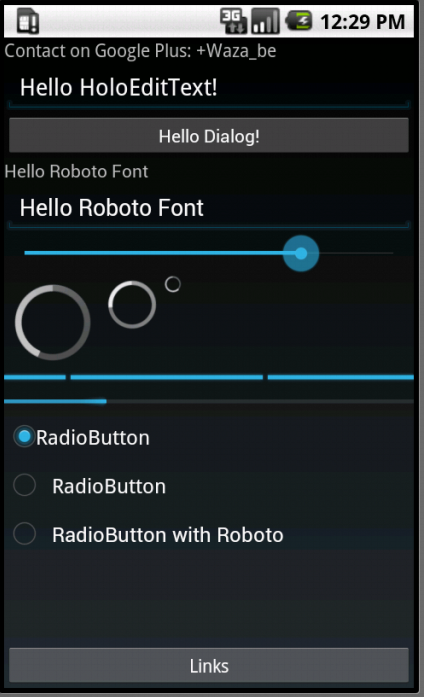 3G 12:29 PM
Contact on Google Plus: +Waza_be
Hello HoloEditText!
Hello Dialog!
Hello Roboto Font
Hello Roboto Font
RadioButton
RadioButton
RadioButton with Roboto
Links